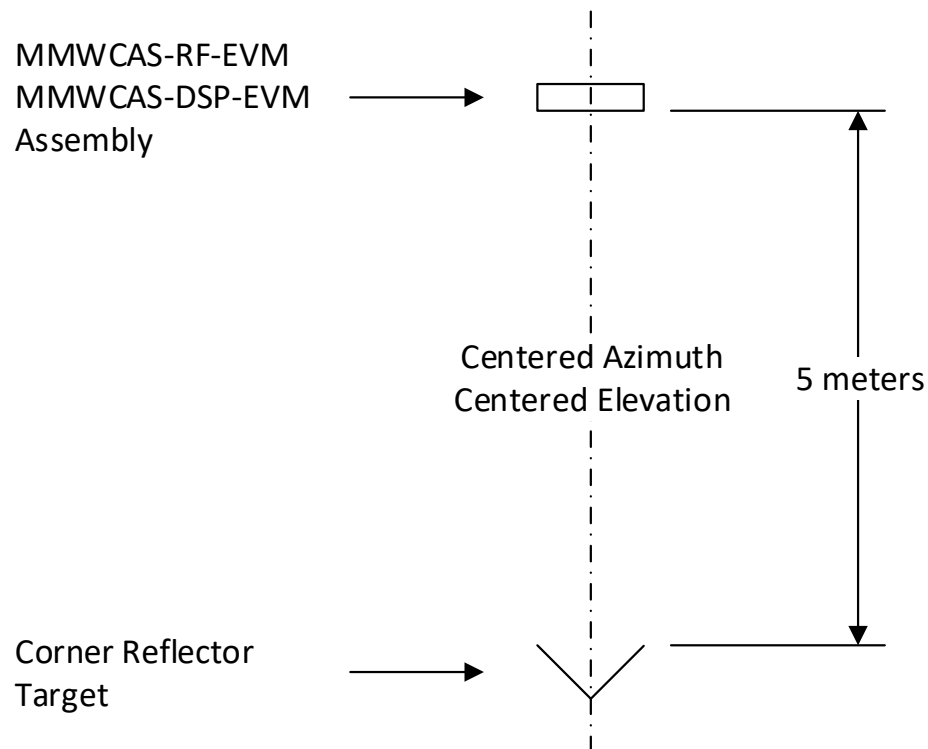 MMWCAS-RF-EVM
MMWCAS-DSP-EVM
Assembly
Centered Azimuth
Centered Elevation
5 meters
Corner Reflector
Target